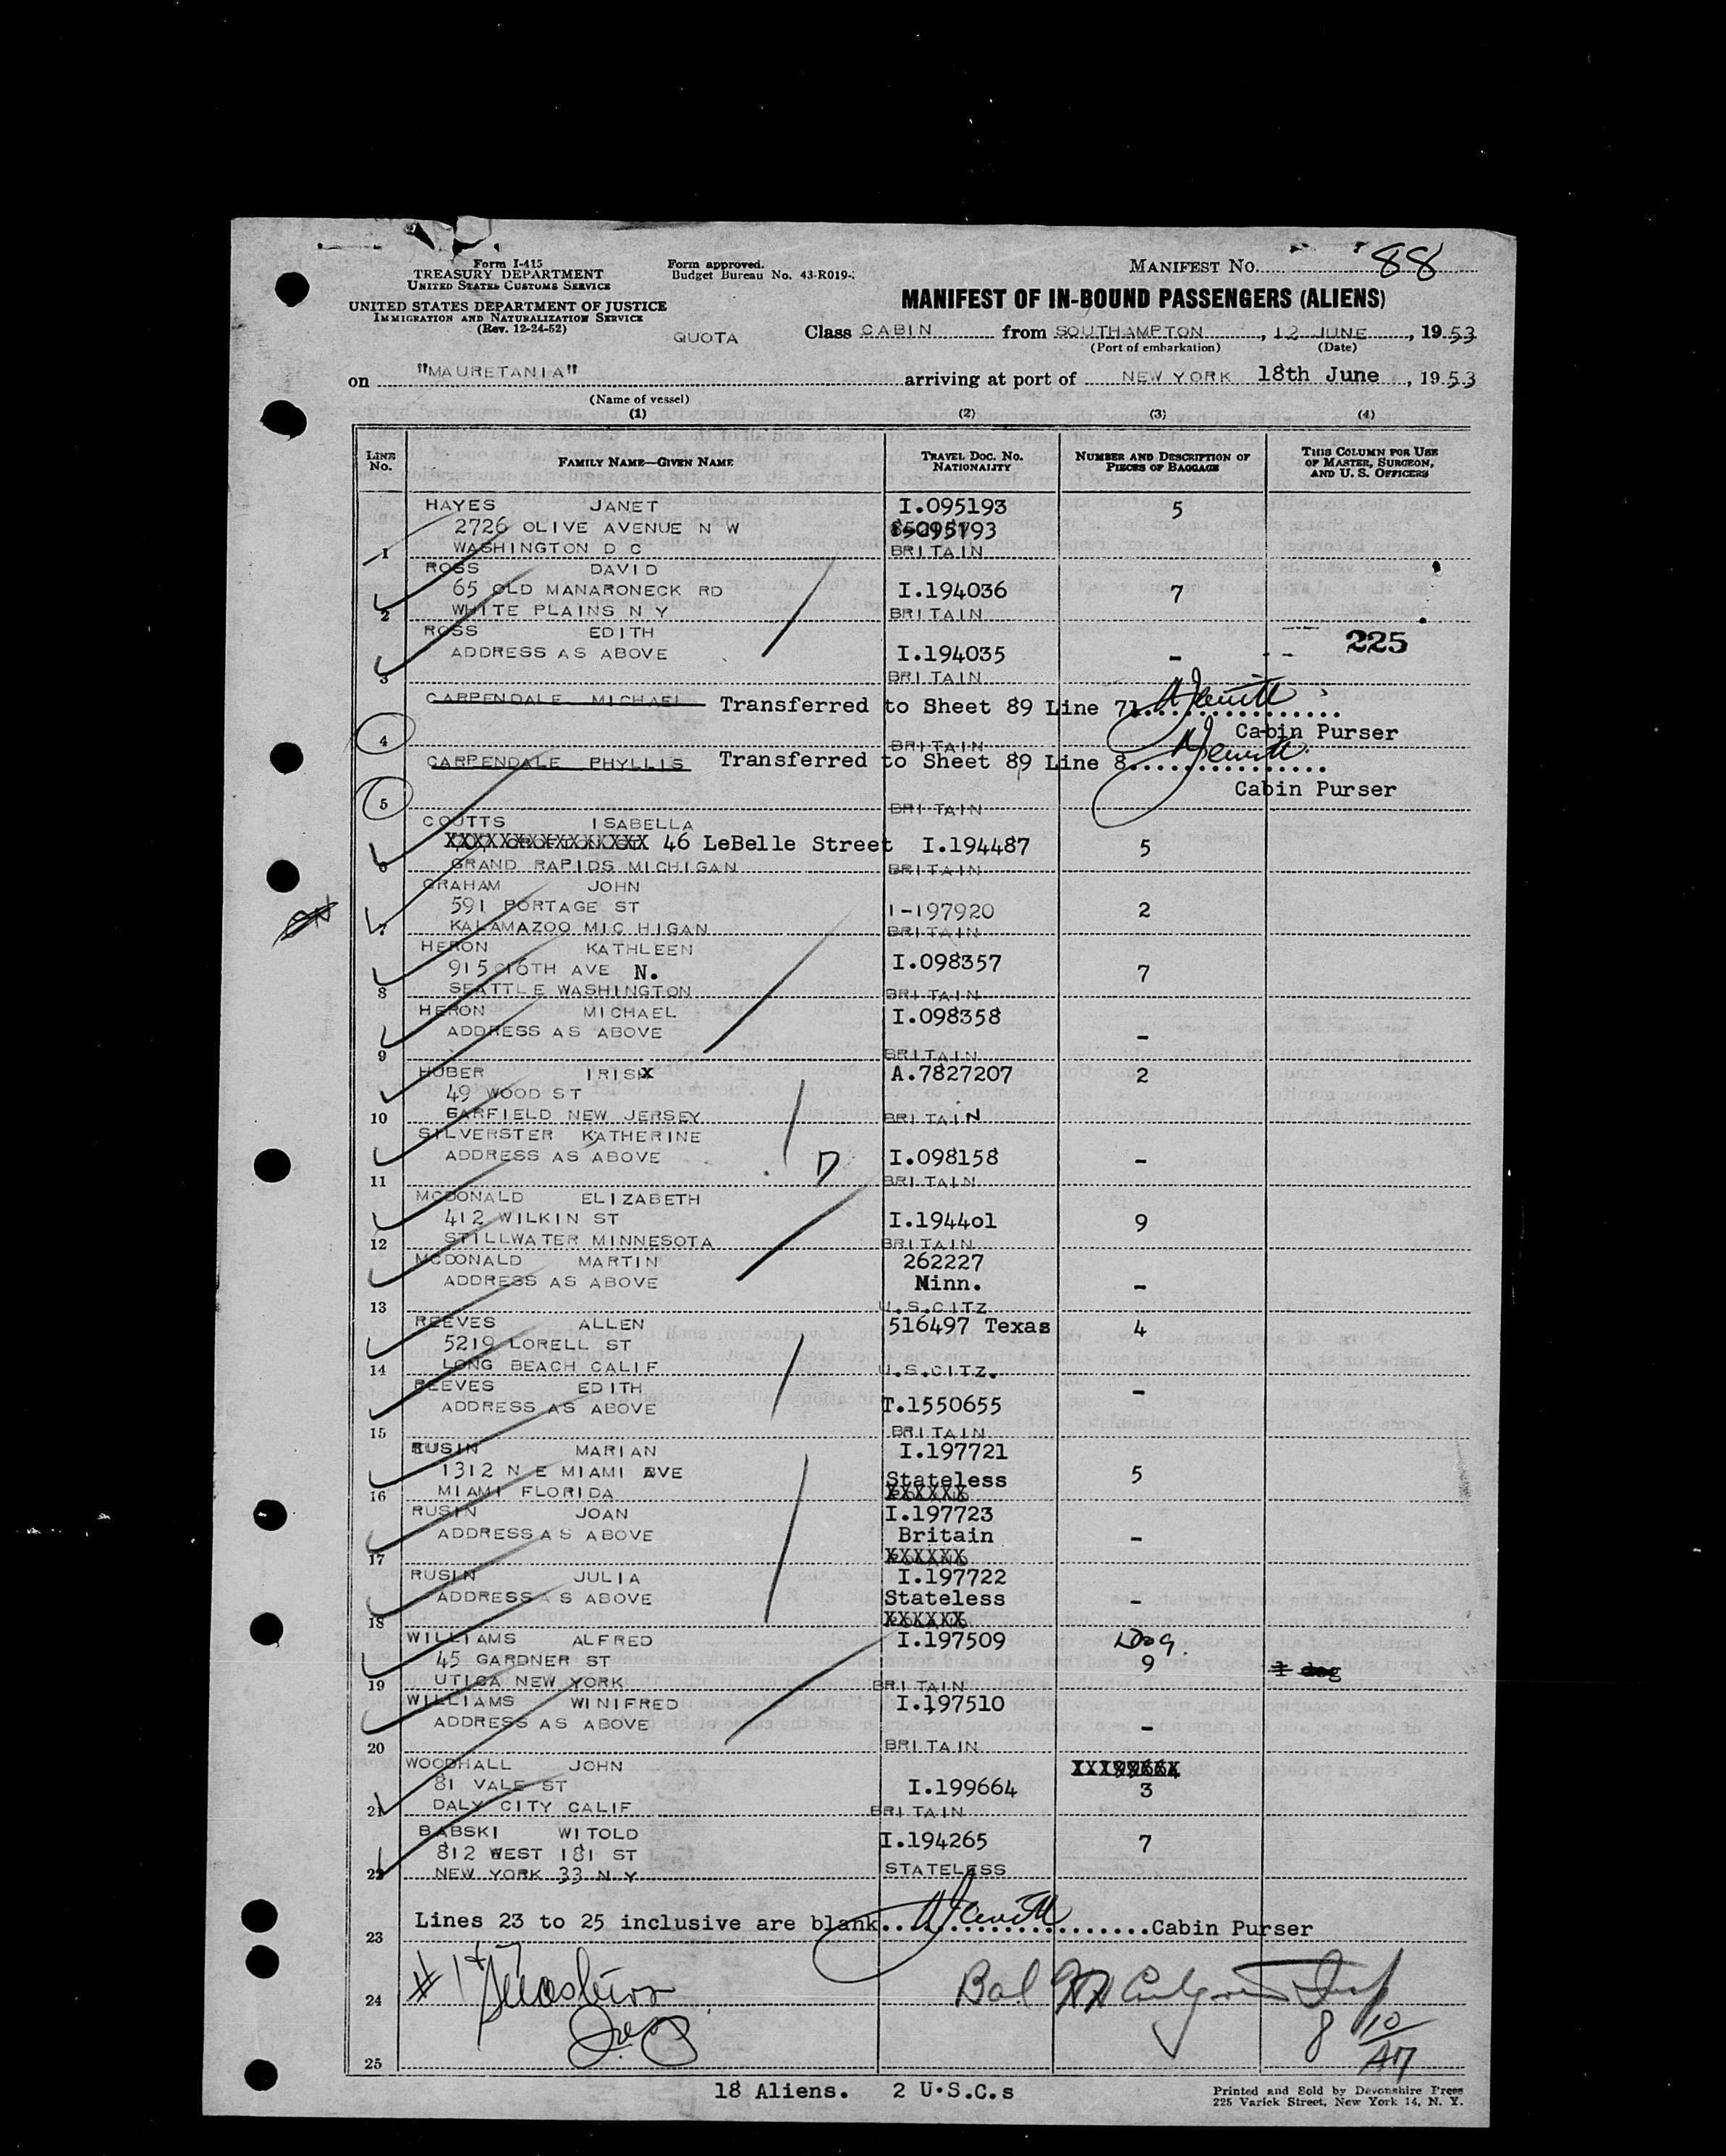 Form I-415
TREASURY DEPARTMENT
UNITED STATES CUSTOMS SERVICE
UNITED STATES DEPARTMENT OF JUSTICE
IMMIGRATION AND NATURALIZATION SERVICE
(Rev. 12-24-52)
Form approved.
Budget Bureau No. 43-R019-
MANIFEST NO. 88
MANIFEST OF IN-BOUND PASSENGERS (ALIENS)
QUOTA Class CABIN from SOUTHAMPTON, 12 JUNE, 1953
(Port of embarkation) (Date)
on "MAURETANIA" arriving at port of NEW YORK 18th June, 1953
(Name of vessel)
(1) (2) (3) (4)
LINE No. FAMILY NAME—GIVEN NAME TRAVEL DOC. NO. NATIONALITY NUMBER AND DESCRIPTION OF PIECES OF BAGGAGE THIS COLUMN FOR USE OF MASTER, SURGEON, AND U. S. OFFICERS
HAYES JANET I.095193 5
2726 OLIVE AVENUE N W
1 WASHINGTON D C BRITAIN
ROSS DAVID
65 OLD MANARONECK RD I.194036 7
2 WHITE PLAINS N Y BRITAIN
ROSS EDITH 225
ADDRESS AS ABOVE I.194035 -
3 BRITAIN
CARPENDALE MICHAEL Transferred to Sheet 89 Line 7
Cabin Purser
4 BRITAIN
CARPENDALE PHYLLIS Transferred to Sheet 89 Line 8
Cabin Purser
5 BRITAIN
COUTTS ISABELLA
46 LeBelle Street I.194487 5
6 GRAND RAPIDS MICHIGAN BRITAIN
GRAHAM JOHN
591 PORTAGE ST I-197920 2
7 KALAMAZOO MIC HIGAN BRITAIN
HERON KATHLEEN I.098357
AVE N. 7
8 SEATTLE WASHINGTON BRITAIN
HERON MICHAEL I.098358
ADDRESS AS ABOVE -
9 BRITAIN
HUBER IRIS A.7827207 2
49 WOOD ST
10 GARFIELD NEW JERSEY BRITAIN
SILVERSTER KATHERINE
ADDRESS AS ABOVE D I.098158 -
11 BRITAIN
MCDONALD ELIZABETH
412 WILKIN ST I.194401 9
12 STILLWATER MINNESOTA BRITAIN
MCDONALD MARTIN 262227
ADDRESS AS ABOVE Minn. -
13 U.S.CITZ
REEVES ALLEN 516497 Texas 4
5219 LORELL ST
14 LONG BEACH CALIF U.S.CITZ.
REEVES EDITH -
ADDRESS AS ABOVE T.1550655
15 BRITAIN
RUSIN MARIAN I.197721
1312 N E MIAMI AVE Stateless 5
16 MIAMI FLORIDA XXXXXX
RUSIN JOAN I.197723
ADDRESS AS ABOVE Britain -
17 XXXXXX
RUSIN JULIA I.197722
ADDRESS AS ABOVE Stateless -
18 XXXXXX
WILLIAMS ALFRED I.197509 Dog
45 GARDNER ST 9 1 dog
19 UTICA NEW YORK BRITAIN
WILLIAMS WINIFRED I.197510
ADDRESS AS ABOVE -
20 BRITAIN
WOODHALL JOHN
81 VALE ST I.199664 3
21 DALY CITY CALIF BRITAIN
BABSKI WITOLD I.194265 7
812 WEST 181 ST
22 NEW YORK 33 N Y STATELESS
Lines 23 to 25 inclusive are blank Cabin Purser
23
24
8 10
25
18 Aliens. 2 U.S.C.s
Printed and Sold by Devonshire Press
225 Varick Street, New York 14, N. Y.